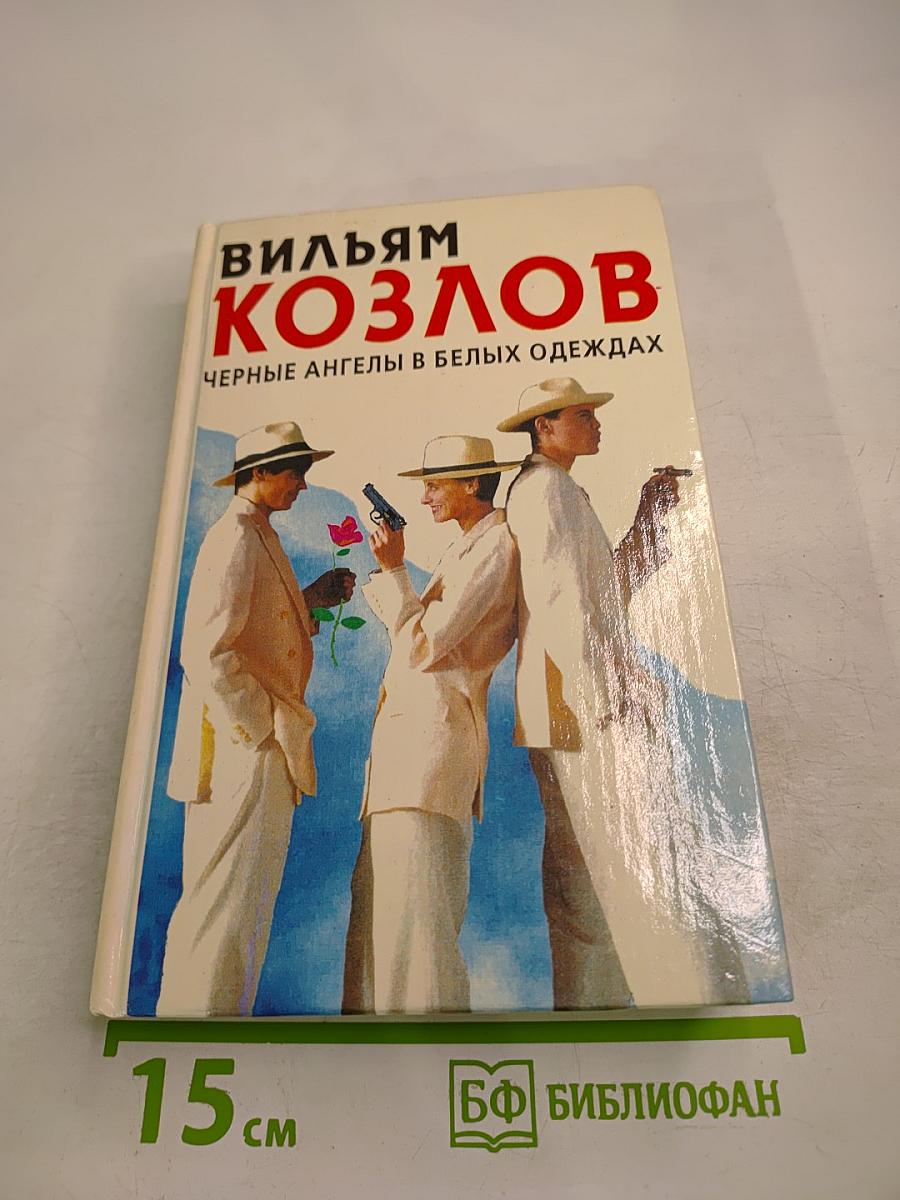 ВИЛЬЯМ
КОЗЛОВ
ЧЕРНЫЕ АНГЕЛЫ В БЕЛЫХ ОДЕЖДАХ
15 см
БФ БИБЛИОФАН